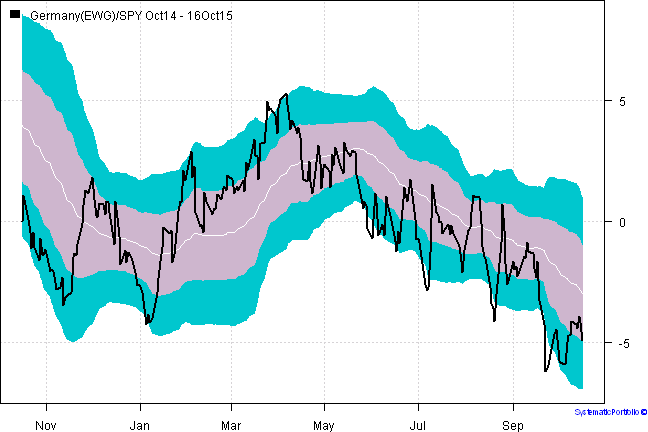 Germany(EWG)/SPY Oct14 - 16Oct15
5
0
-5
Nov Jan Mar May Jul Sep
SystematicPortfolio ©